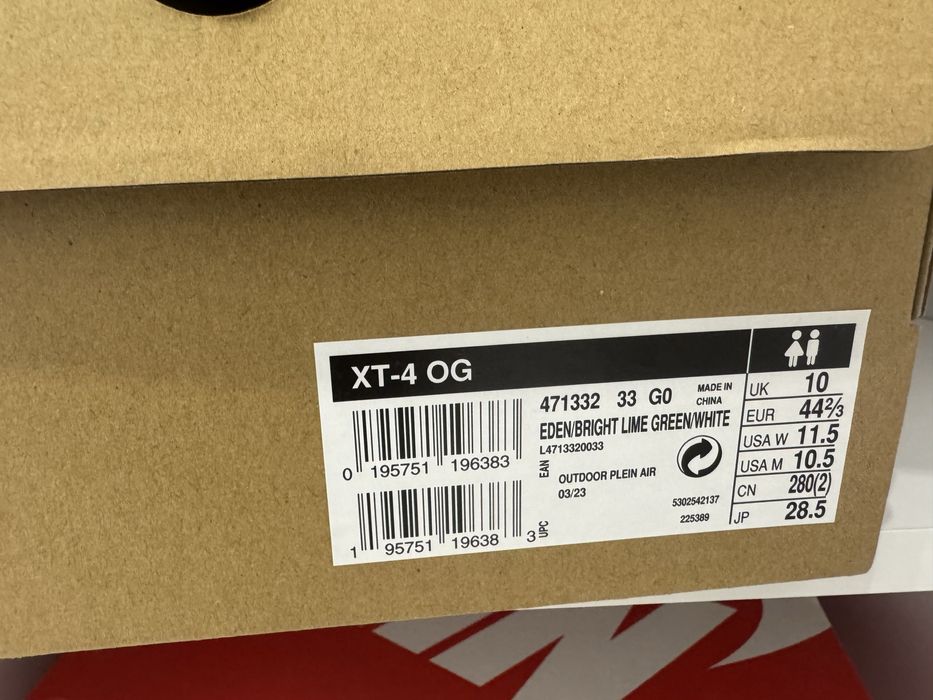 XT-4 OG
0 195751 196383
1 95751 19638 3
EAN
UPC
471332 33 G0
MADE IN
CHINA
EDEN/BRIGHT LIME GREEN/WHITE
L4713320033
OUTDOOR PLEIN AIR
03/23
5302542137
225389
UK 10
EUR 44⅔
USA W 11.5
USA M 10.5
CN 280(2)
JP 28.5